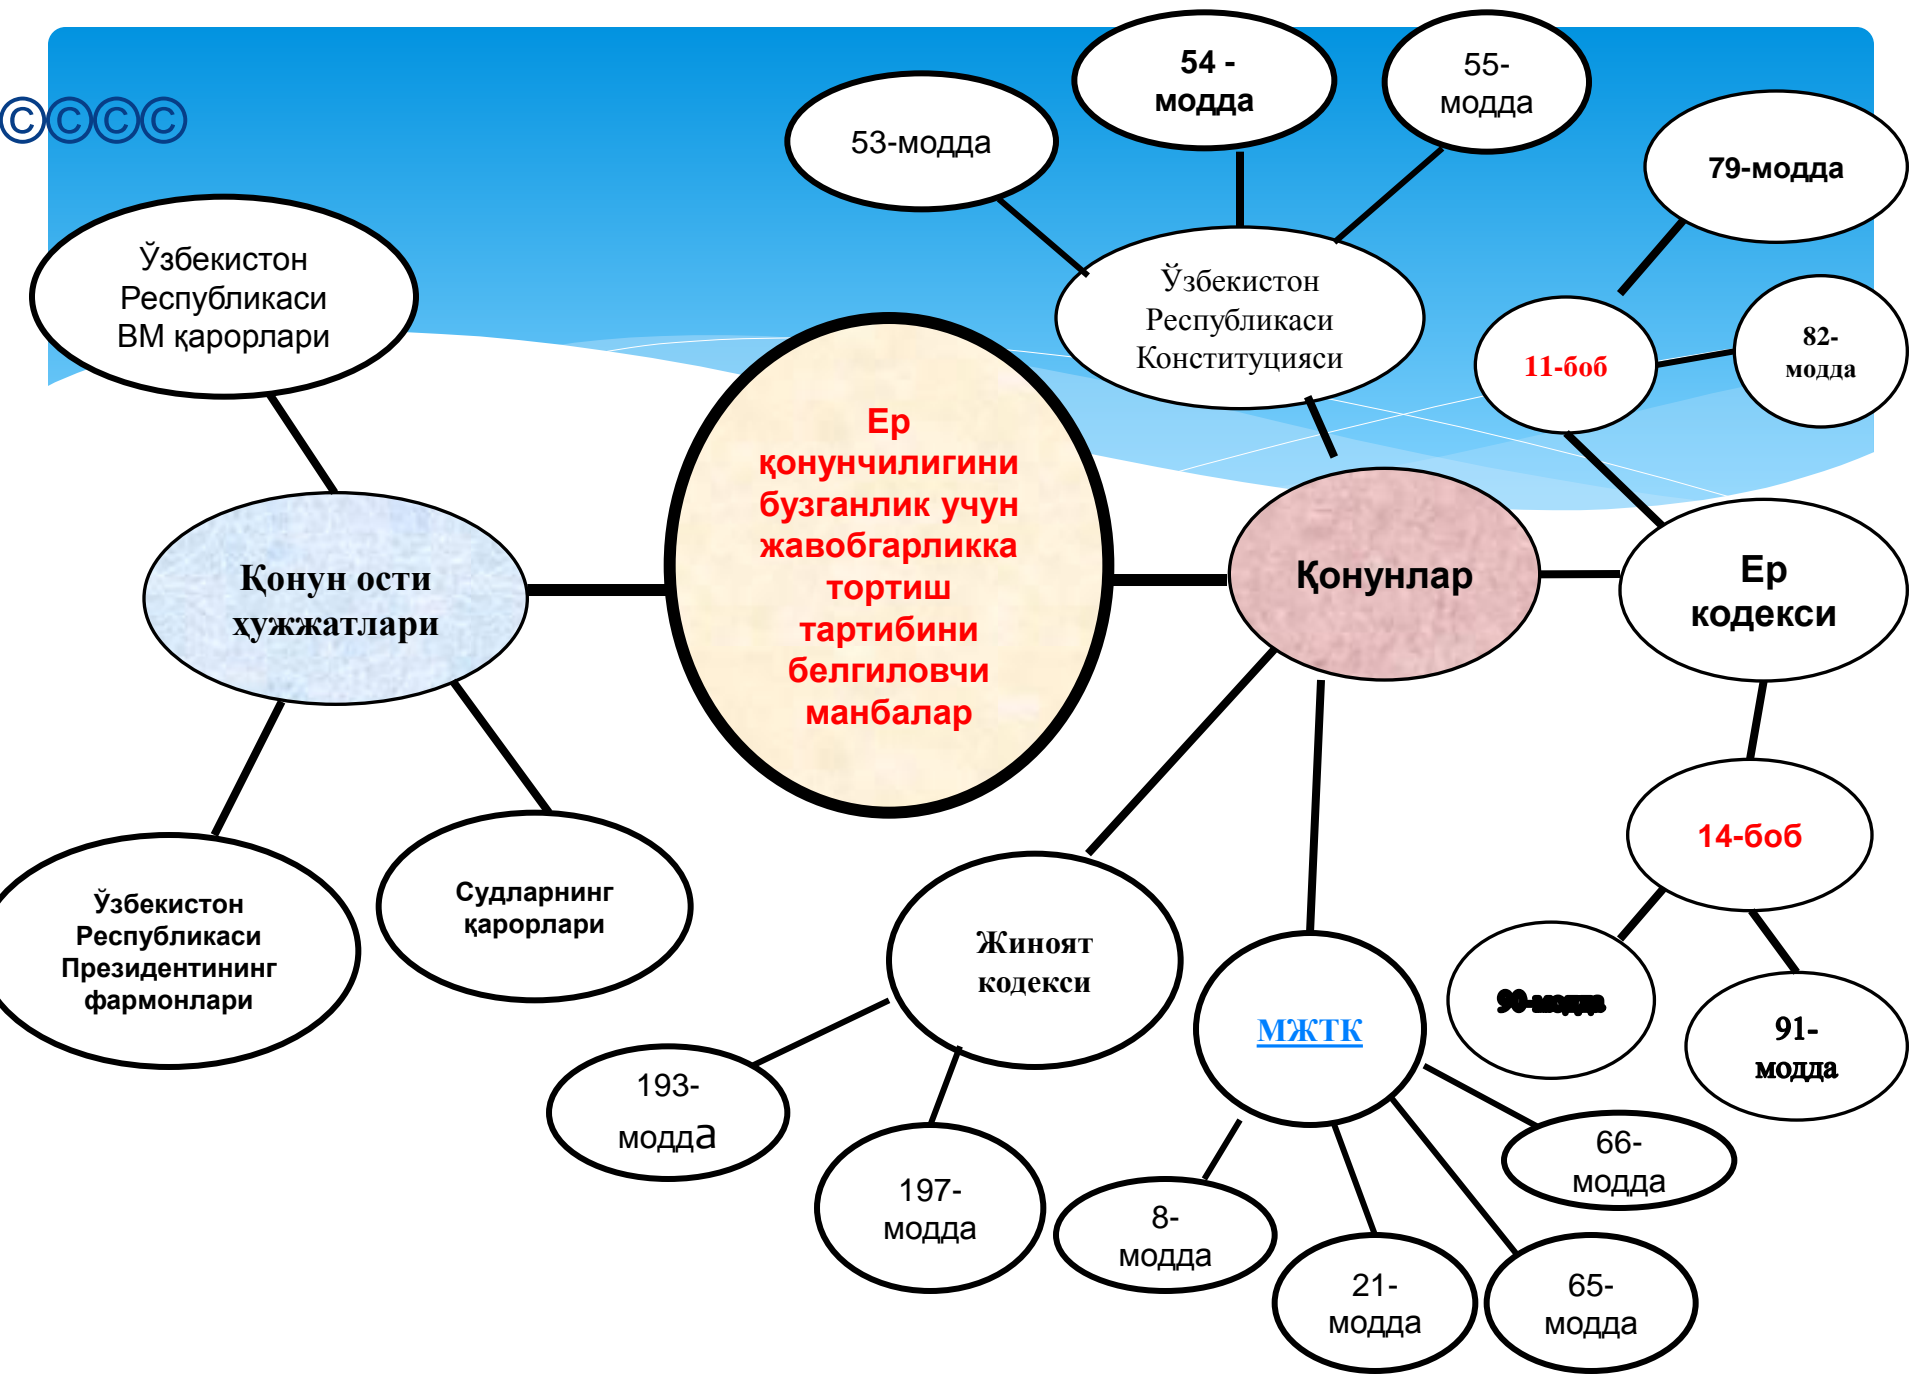 ©©©©
54 -
модда
55-
модда
53-модда
79-модда
Ўзбекистон
Республикаси
ВМ қарорлари
Ўзбекистон
Республикаси
Конституцияси
11-боб
82-
модда
Ер
қонунчилигини
бузганлик учун
жавобгарликка
тортиш
тартибини
белгиловчи
манбалар
Қонун ости
ҳужжатлари
Қонунлар
Ер
кодекси
14-боб
Ўзбекистон
Республикаси
Президентининг
фармонлари
Судларнинг
қарорлари
Жиноят
кодекси
МЖТК
90-модда
91-
модда
193-
модда
197-
модда
8-
модда
21-
модда
65-
модда
66-
модда